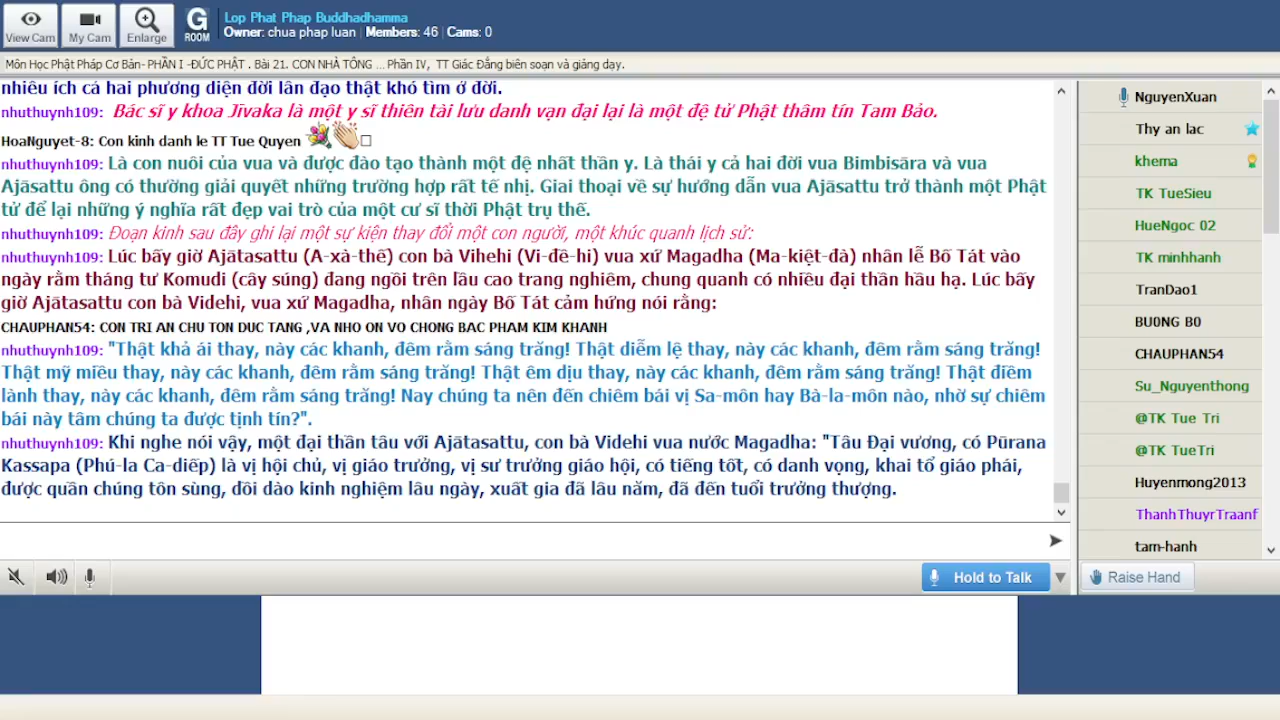 View Cam
My Cam
Enlarge
G
ROOM
Lop Phat Phap Buddhadhamma
Owner: chua phap luan | Members: 46 | Cams: 0
Môn Học Phật Pháp Cơ Bản- PHẦN I -ĐỨC PHẬT . Bài 21. CON NHÀ TÔNG ... Phần IV, TT Giác Đẳng biên soạn và giảng dạy.
nhiêu ích cả hai phương diện đời lẫn đạo thật khó tìm ở đời.
nhuthuynh109: Bác sĩ y khoa Jīvaka là một y sĩ thiên tài lưu danh vạn đại lại là một đệ tử Phật thâm tín Tam Bảo.
HoaNguyet-8: Con kinh danh le TT Tue Quyen
nhuthuynh109: Là con nuôi của vua và được đào tạo thành một đệ nhất thần y. Là thái y cả hai đời vua Bimbisāra và vua
Ajāsattu ông có thường giải quyết những trường hợp rất tế nhị. Giai thoại về sự hướng dẫn vua Ajāsattu trở thành một Phật
tử để lại những ý nghĩa rất đẹp vai trò của một cư sĩ thời Phật trụ thế.
nhuthuynh109: Đoạn kinh sau đây ghi lại một sự kiện thay đổi một con người, một khúc quanh lịch sử:
nhuthuynh109: Lúc bấy giờ Ajātasattu (A-xà-thế) con bà Vihehi (Vi-đề-hi) vua xứ Magadha (Ma-kiệt-đà) nhân lễ Bố Tát vào
ngày rằm tháng tư Komudi (cây súng) đang ngồi trên lầu cao trang nghiêm, chung quanh có nhiều đại thần hầu hạ. Lúc bấy
giờ Ajātasattu con bà Videhi, vua xứ Magadha, nhân ngày Bố Tát cảm hứng nói rằng:
CHAUPHAN54: CON TRI AN CHU TON DUC TANG ,VA NHO ON VO CHONG BAC PHAM KIM KHANH
nhuthuynh109: "Thật khả ái thay, này các khanh, đêm rằm sáng trăng! Thật diễm lệ thay, này các khanh, đêm rằm sáng trăng!
Thật mỹ miều thay, này các khanh, đêm rằm sáng trăng! Thật êm dịu thay, này các khanh, đêm rằm sáng trăng! Thật điềm
lành thay, này các khanh, đêm rằm sáng trăng! Nay chúng ta nên đến chiêm bái vị Sa-môn hay Bà-la-môn nào, nhờ sự chiêm
bái này tâm chúng ta được tịnh tín?".
nhuthuynh109: Khi nghe nói vậy, một đại thần tâu với Ajātasattu, con bà Videhi vua nước Magadha: "Tâu Đại vương, có Pūrana
Kassapa (Phú-la Ca-diếp) là vị hội chủ, vị giáo trưởng, vị sư trưởng giáo hội, có tiếng tốt, có danh vọng, khai tổ giáo phái,
được quần chúng tôn sùng, dồi dào kinh nghiệm lâu ngày, xuất gia đã lâu năm, đã đến tuổi trưởng thượng.
NguyenXuan
Thy an lac
khema
TK TueSieu
HueNgoc 02
TK minhhanh
TranDao1
BU0NG B0
CHAUPHAN54
Su_Nguyenthong
@TK Tue Tri
@TK TueTri
Huyenmong2013
ThanhThuyrTraanf
tam-hanh
Hold to Talk
Raise Hand